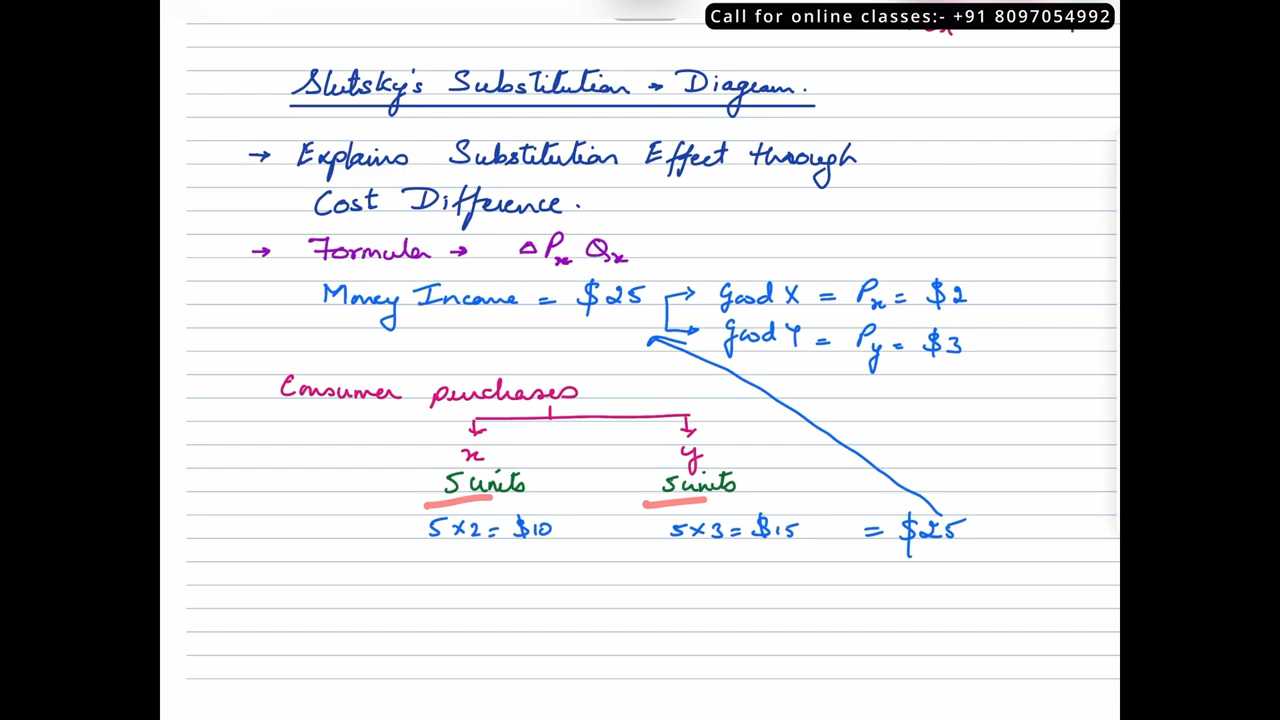 Call for online classes:- +91 8097054992
Slutsky's Substitution → Diagram.
→ Explains Substitution Effect through
Cost Difference.
→ Formula → ΔPx Qx
Money Income = $25 → Good X = Px = $2
→ Good Y = Py = $3
Consumer purchases
x y
5 units 5 units
5×2 = $10 5×3 = $15 = $25